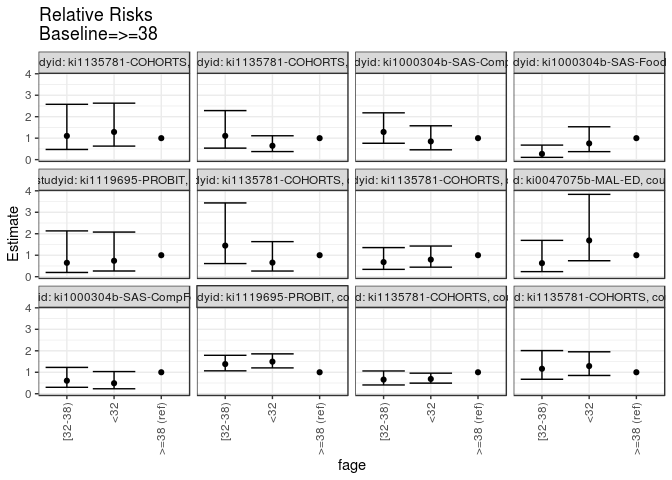 Relative Risks
Baseline=>=38
dyid: ki1135781-COHORTS,
dyid: ki1135781-COHORTS,
dyid: ki1000304b-SAS-Comp
dyid: ki1000304b-SAS-Food
4
3
2
1
0
studyid: ki1119695-PROBIT,
dyid: ki1135781-COHORTS,
dyid: ki1135781-COHORTS,
d: ki0047075b-MAL-ED, cou
4
3
2
1
0
Estimate
id: ki1000304b-SAS-CompF
dyid: ki1119695-PROBIT, co
d: ki1135781-COHORTS, cou
d: ki1135781-COHORTS, co
4
3
2
1
0
[32-38)
<32
>=38 (ref)
[32-38)
<32
>=38 (ref)
[32-38)
<32
>=38 (ref)
[32-38)
<32
>=38 (ref)
fage